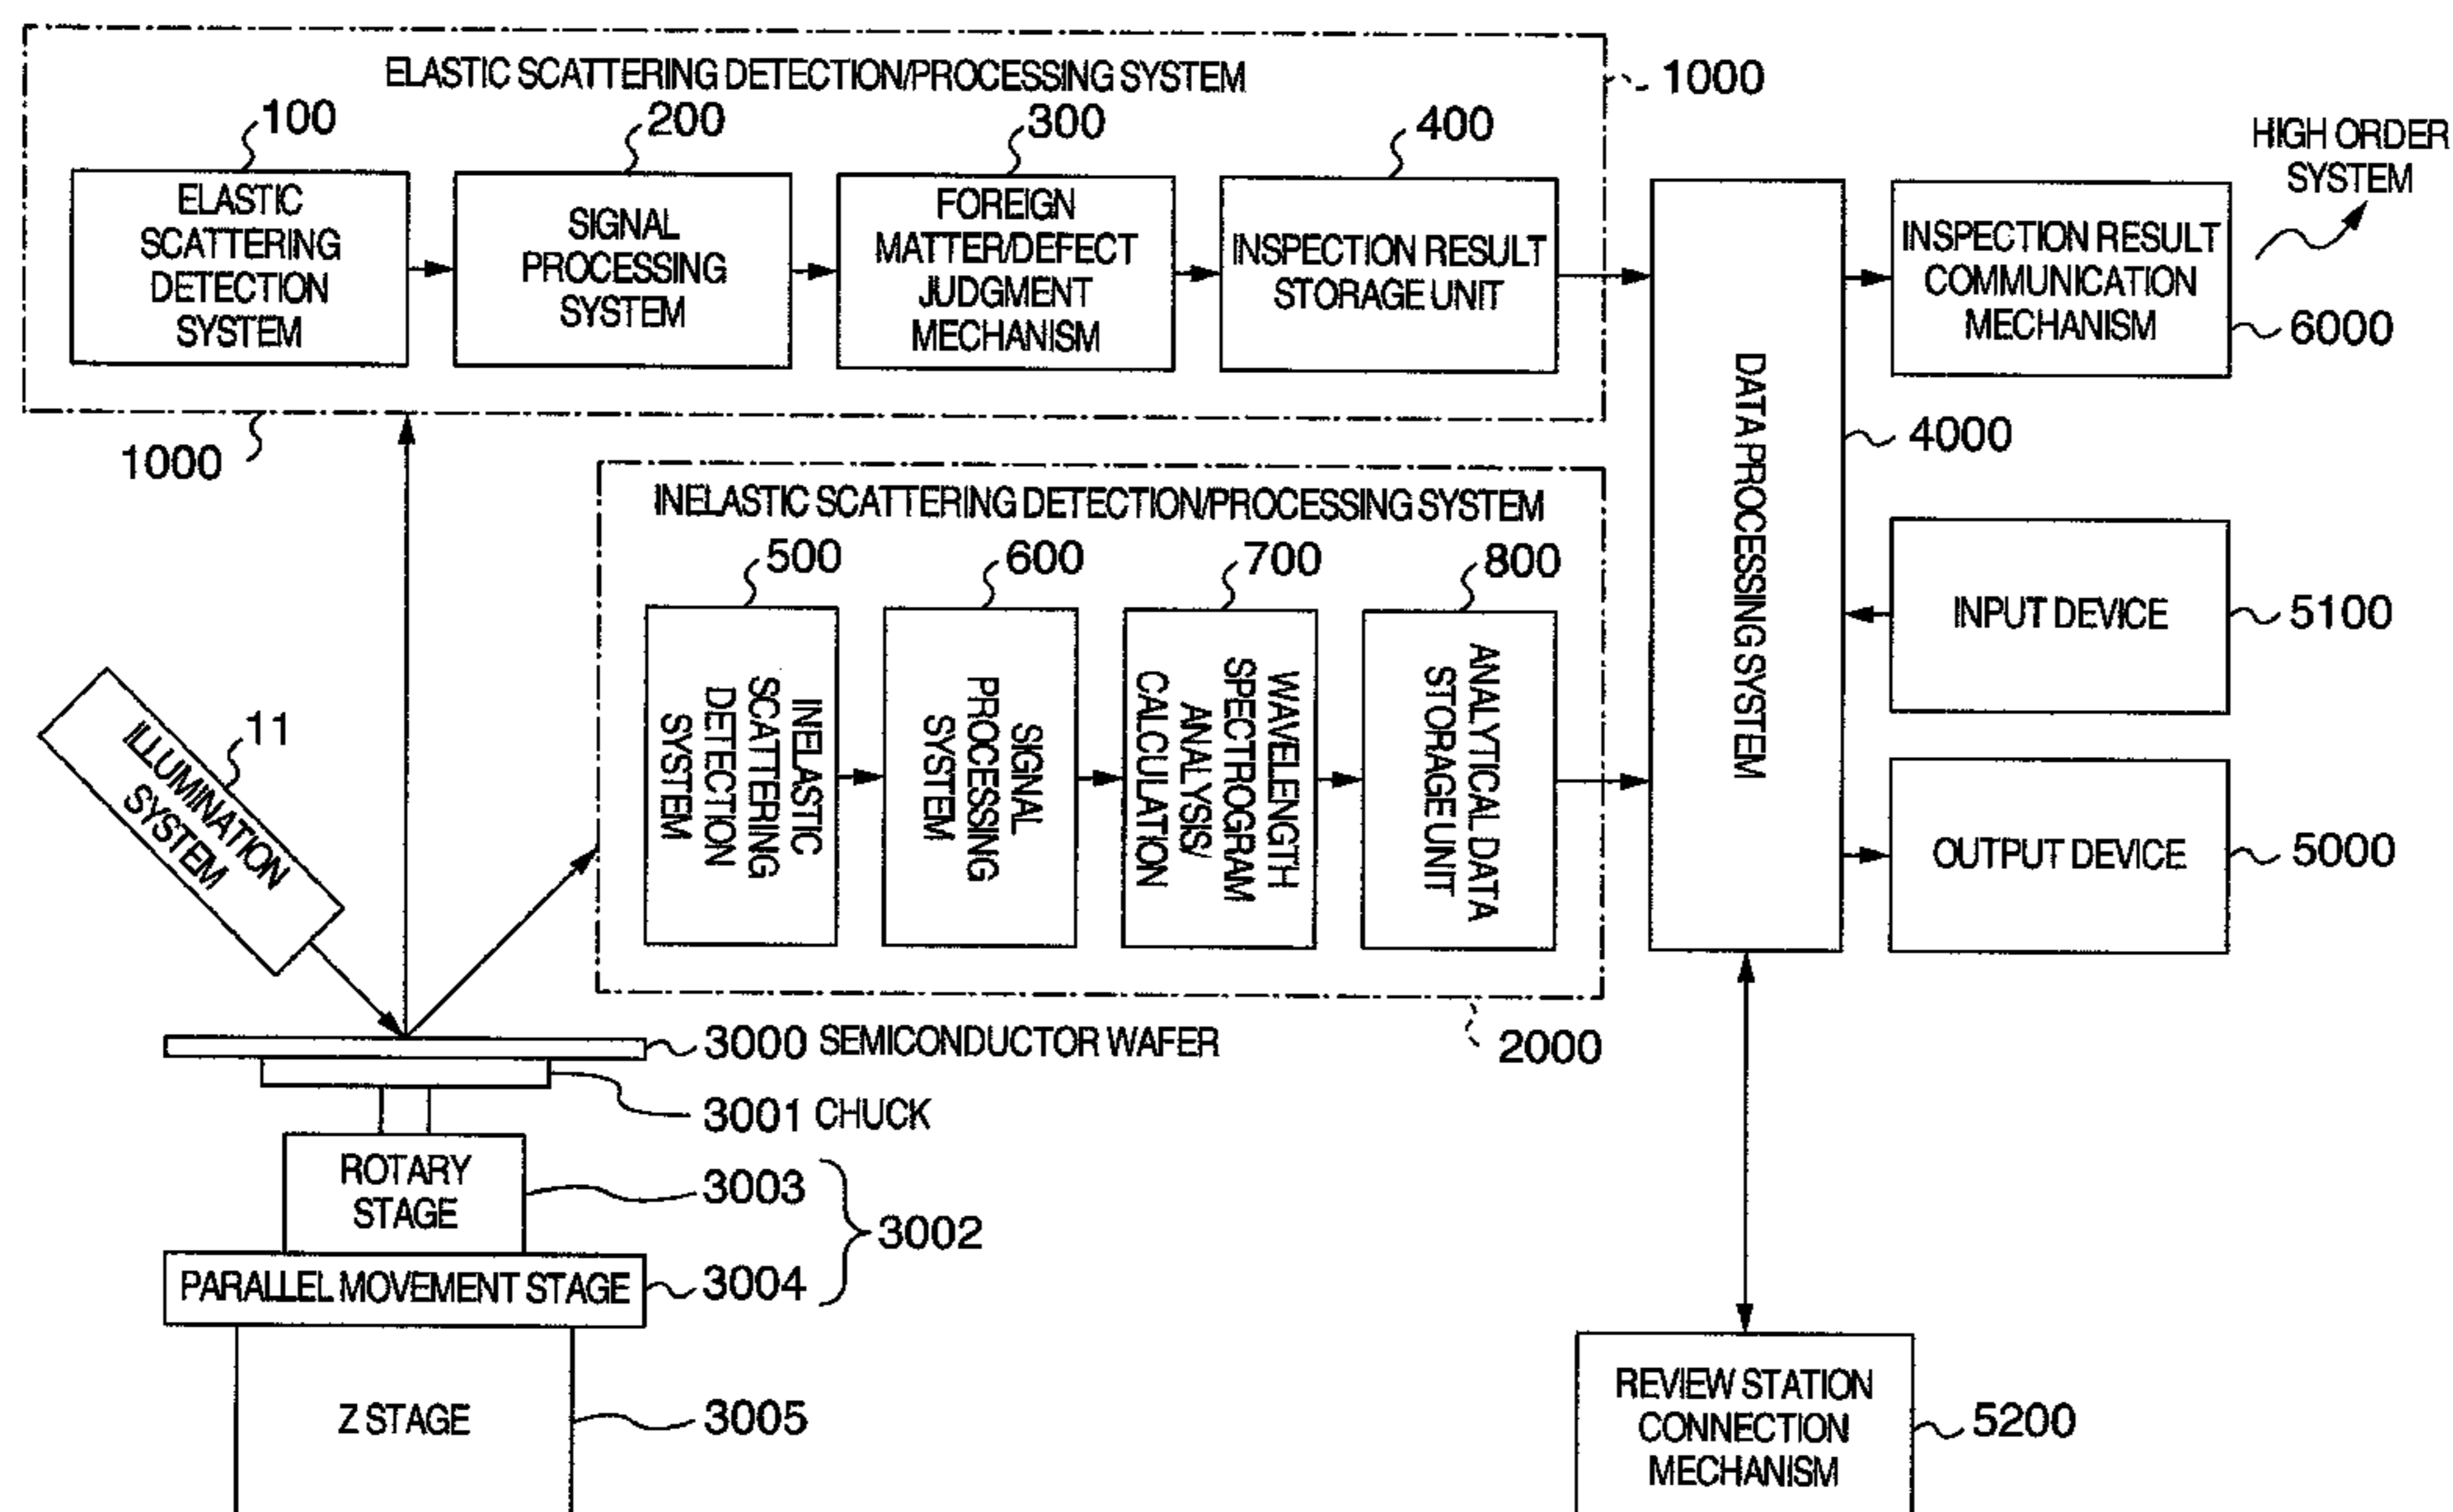 ELASTIC SCATTERING DETECTION/PROCESSING SYSTEM
1000
100
200
300
400
ELASTIC
SCATTERING
DETECTION
SYSTEM
SIGNAL
PROCESSING
SYSTEM
FOREIGN
MATTER/DEFECT
JUDGMENT
MECHANISM
INSPECTION RESULT
STORAGE UNIT
1000
HIGH ORDER
SYSTEM
INSPECTION RESULT
COMMUNICATION
MECHANISM
6000
DATA PROCESSING SYSTEM
4000
INELASTIC SCATTERING DETECTION/PROCESSING SYSTEM
500
600
700
800
INELASTIC
SCATTERING
DETECTION
SYSTEM
SIGNAL
PROCESSING
SYSTEM
WAVELENGTH
SPECTROGRAM
ANALYSIS/
CALCULATION
ANALYTICAL DATA
STORAGE UNIT
2000
INPUT DEVICE
5100
OUTPUT DEVICE
5000
11
ILLUMINATION
SYSTEM
3000 SEMICONDUCTOR WAFER
3001 CHUCK
ROTARY
STAGE
3003
3002
PARALLEL MOVEMENT STAGE
3004
Z STAGE
3005
REVIEW STATION
CONNECTION
MECHANISM
5200